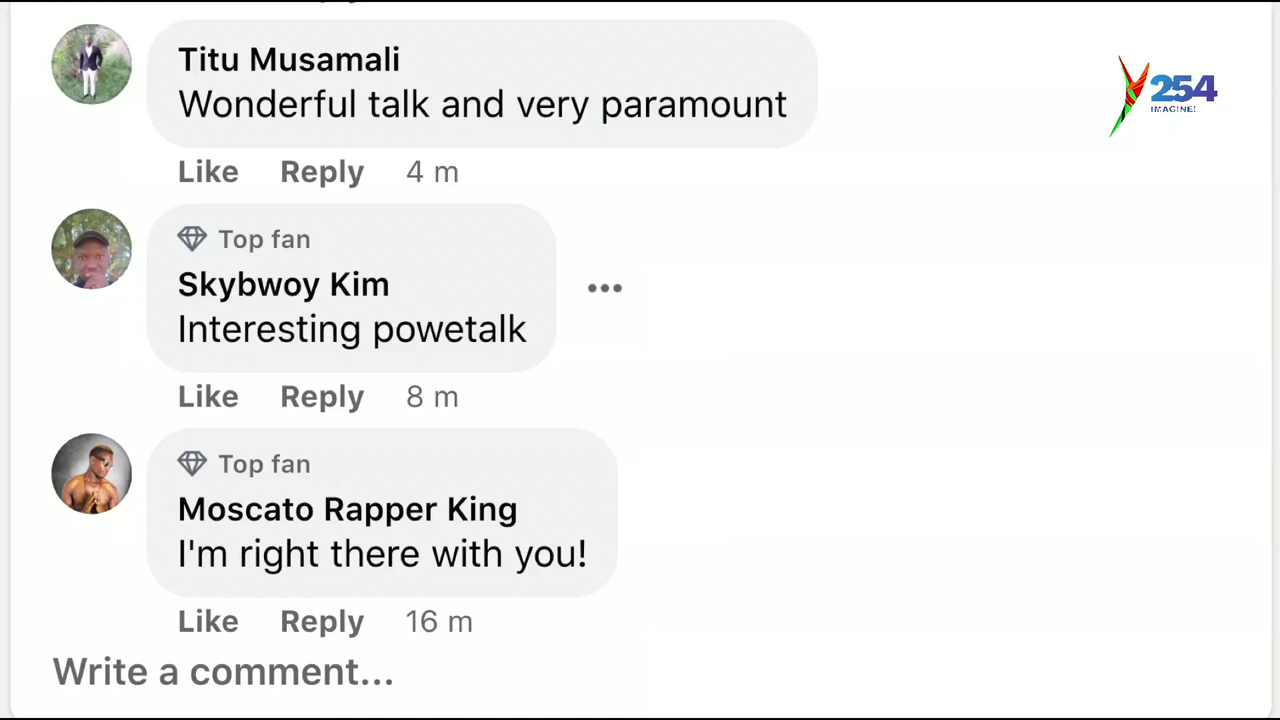 Titu Musamali
Wonderful talk and very paramount
Like Reply 4 m
Top fan
Skybwoy Kim
Interesting powetalk
Like Reply 8 m
Top fan
Moscato Rapper King
I'm right there with you!
Like Reply 16 m
Write a comment...
Y254
IMAGINE!